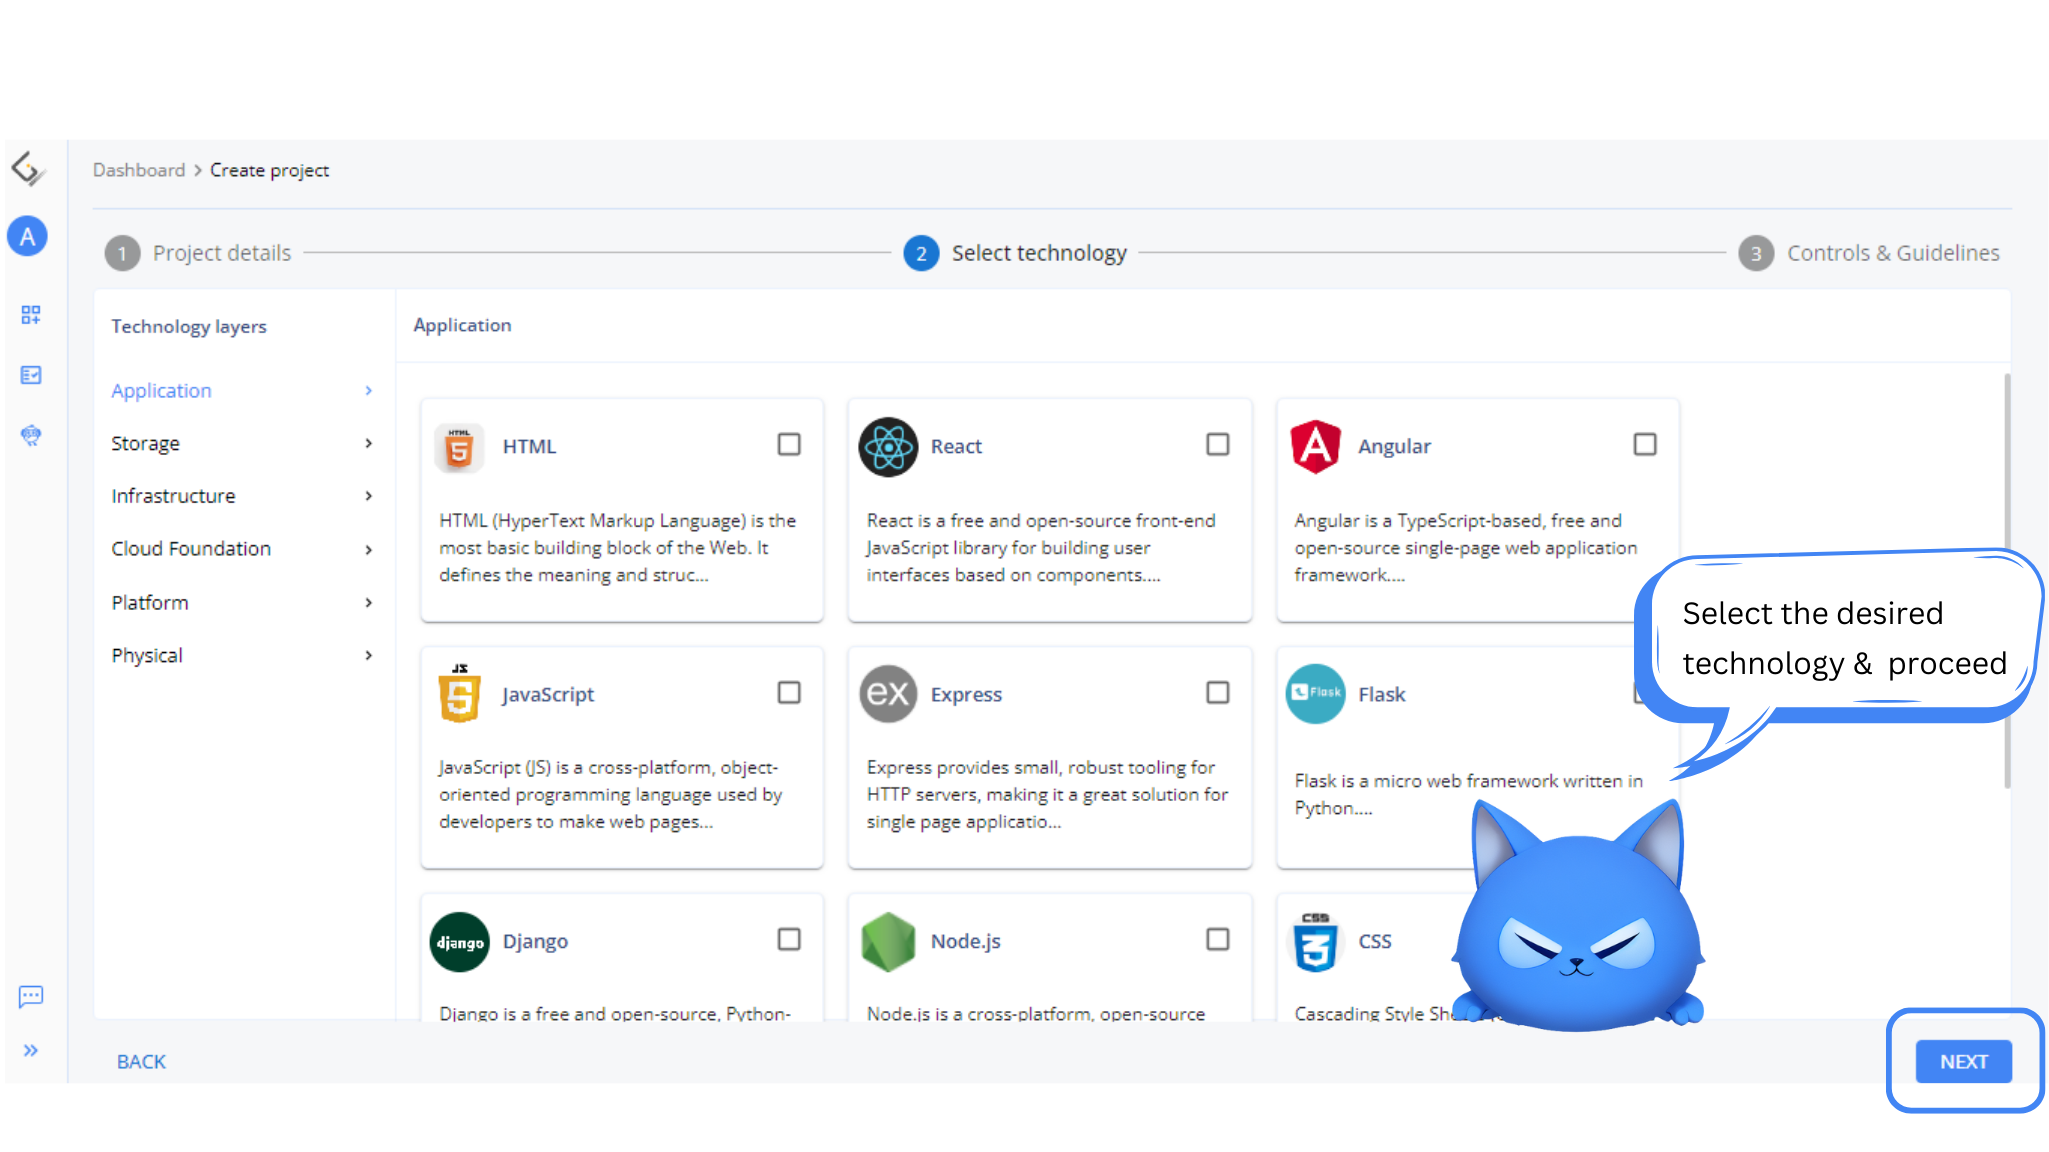 Dashboard > Create project
A
1 Project details
2 Select technology
3 Controls & Guidelines
Technology layers
Application
Storage
Infrastructure
Cloud Foundation
Platform
Physical
Application
HTML
5
HTML
HTML (HyperText Markup Language) is the
most basic building block of the Web. It
defines the meaning and struc...
React
React is a free and open-source front-end
JavaScript library for building user
interfaces based on components....
A
Angular
Angular is a TypeScript-based, free and
open-source single-page web application
framework....
Select the desired
technology & proceed
JS
5
JavaScript
JavaScript (JS) is a cross-platform, object-
oriented programming language used by
developers to make web pages...
ex
Express
Express provides small, robust tooling for
HTTP servers, making it a great solution for
single page applicatio...
Flask
Flask
Flask is a micro web framework written in
Python....
django
Django
Django is a free and open-source, Python-
Node.js
Node.js is a cross-platform, open-source
CSS
3
CSS
Cascading Style
BACK
NEXT